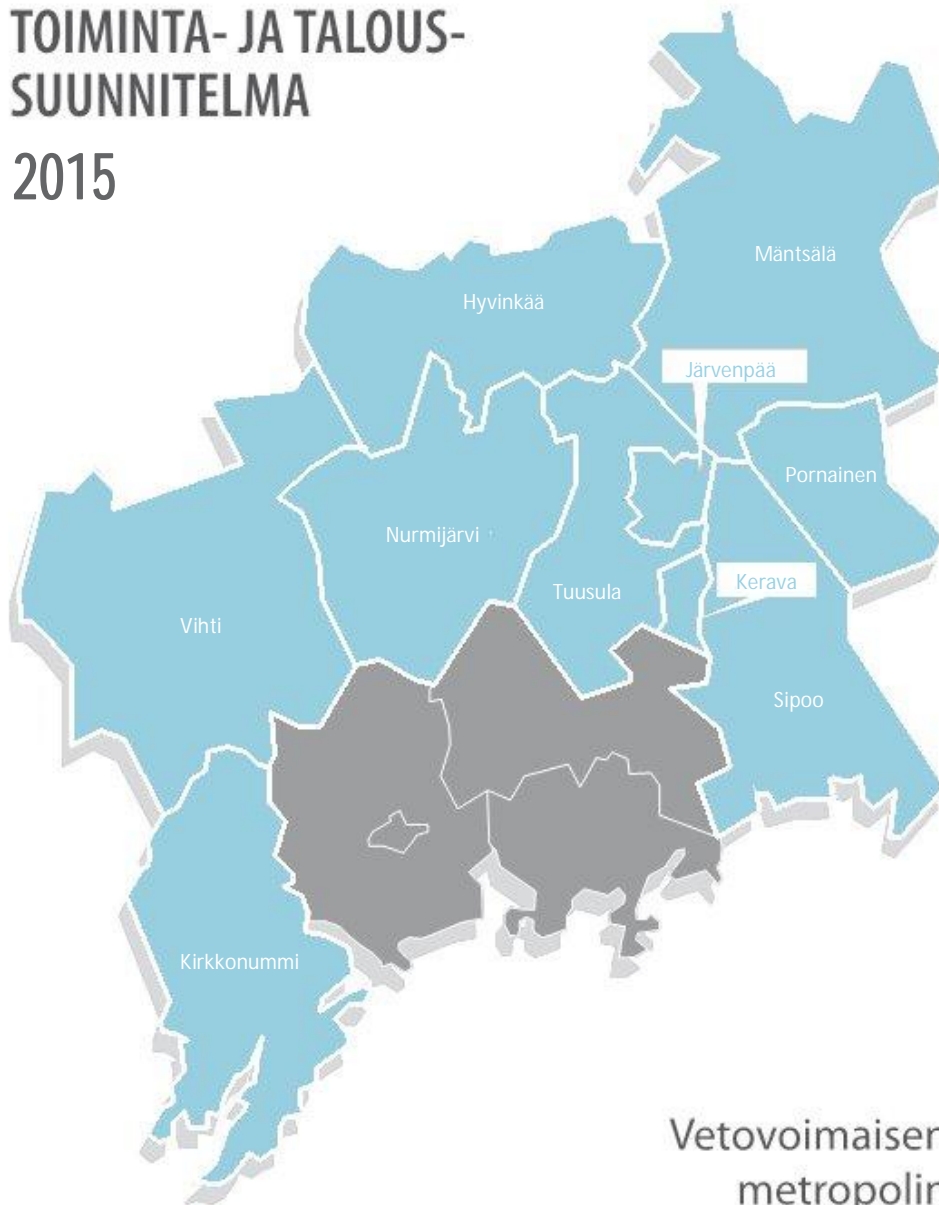 TOIMINTA- JA TALOUS-
SUUNNITELMA
2015
Mäntsälä
Hyvinkää
Järvenpää
Pornainen
Nurmijärvi
Kerava
Tuusula
Vihti
Sipoo
Kirkkonummi
Vetovoimaisen
metropolin